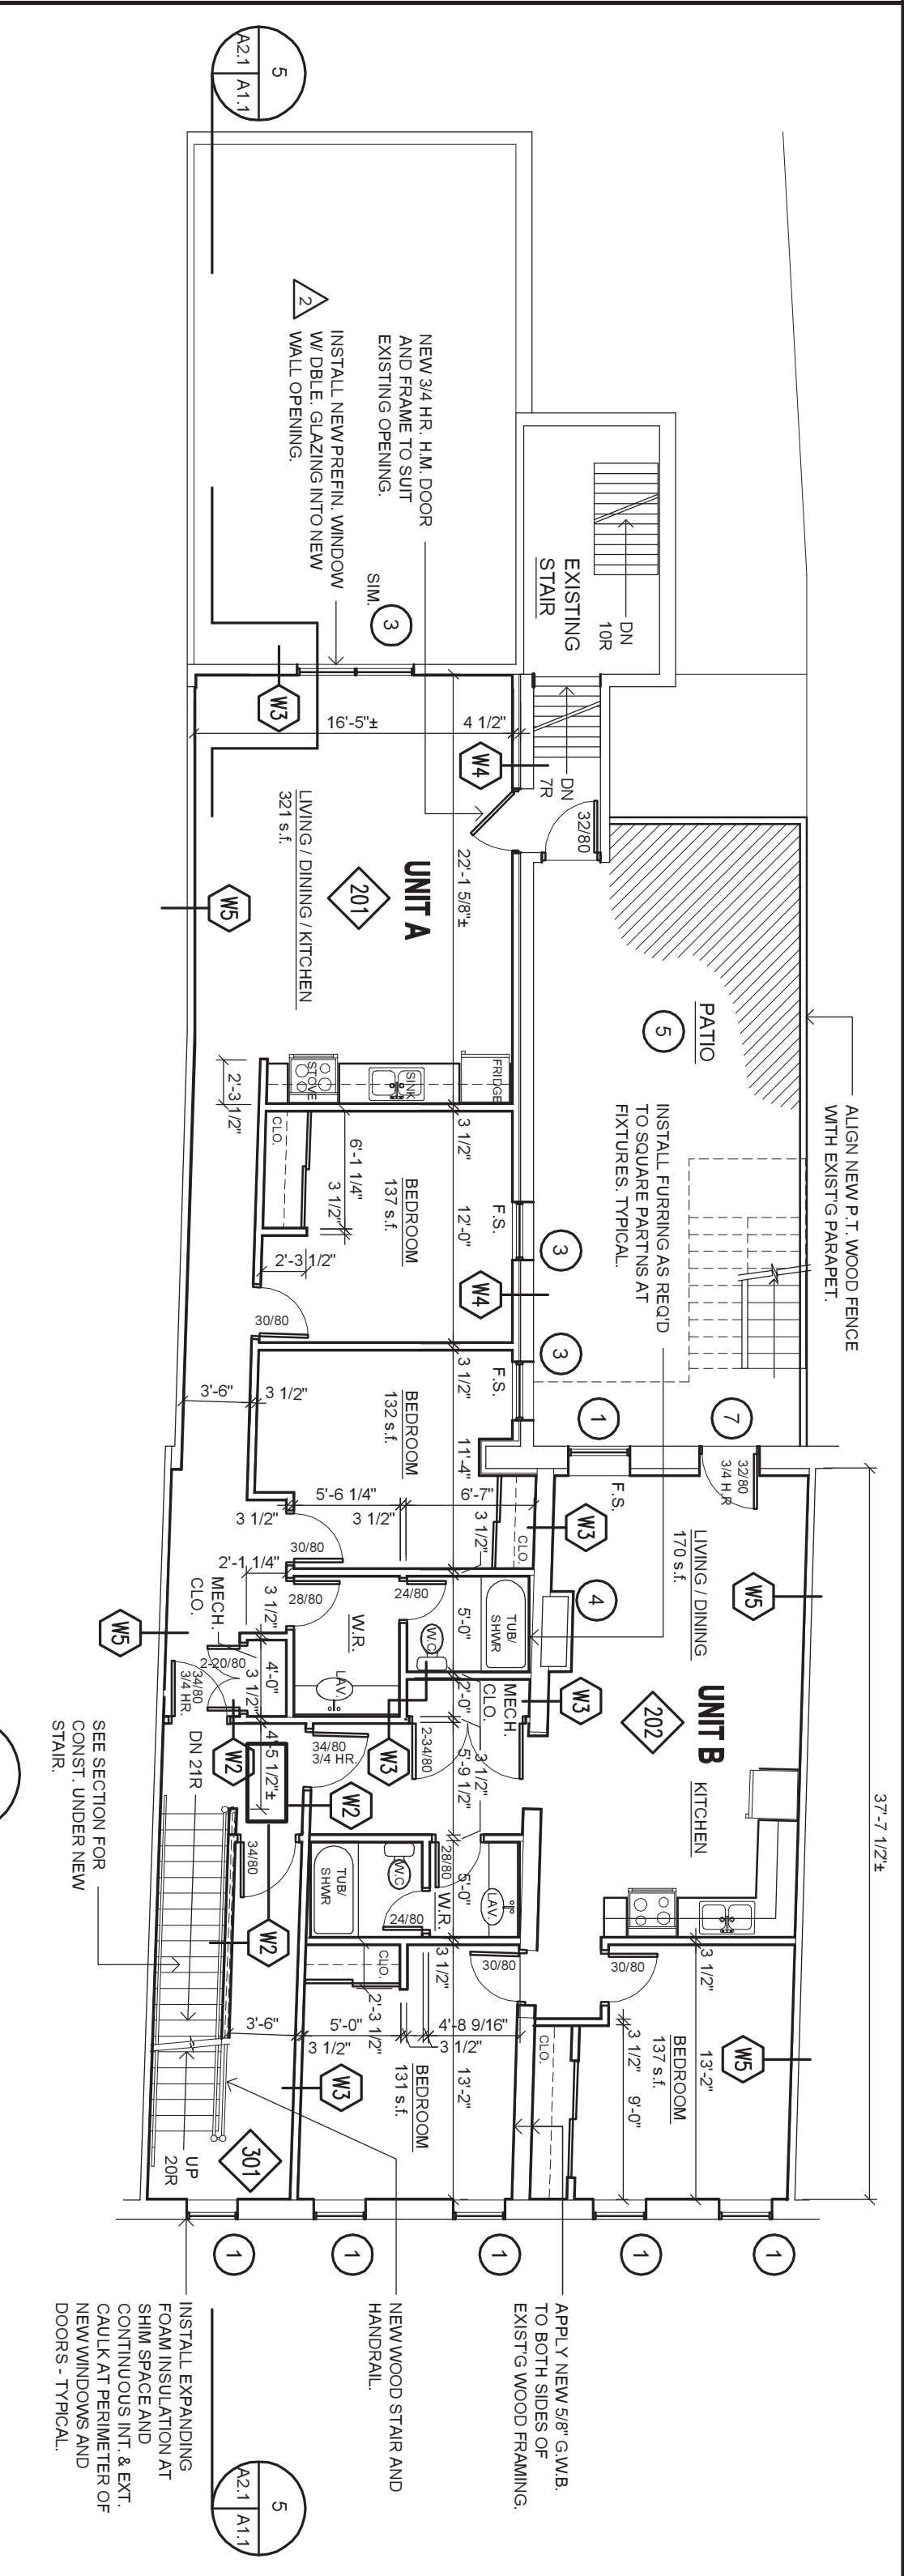 5
A2.1
A1.1
ALIGN NEW P.T. WOOD FENCE
WITH EXIST'G PARAPET.
37'-7 1/2"±
DN
10R
EXISTING
STAIR
NEW 3/4 HR. H.M. DOOR
AND FRAME TO SUIT
EXISTING OPENING.
2
INSTALL NEW PREFIN. WINDOW
W/ DBLE. GLAZING INTO NEW
WALL OPENING.
SIM.
3
W3
DN
7R
32/80
W4
16'-5"±
4 1/2"
22'-1 5/8"±
UNIT A
201
LIVING / DINING / KITCHEN
321 s.f.
W5
PATIO
5
INSTALL FURRING AS REQ'D
TO SQUARE PART'NS AT
FIXTURES. TYPICAL.
FRIDGE
SINK
STOVE
2'-3 1/2"
3 1/2"
12'-0"
F.S.
BEDROOM
137 s.f.
CLO.
6'-1 1/4"
3 1/2"
2'-3 1/2"
30/80
3
W4
3
3 1/2"
F.S.
11'-4"
BEDROOM
132 s.f.
3'-6"
3 1/2"
1
7
32/80
3/4 H.R
F.S.
LIVING / DINING
170 s.f.
W5
5'-6 1/4"
6'-7"
3 1/2"
3 1/2"
3 1/2"
CLO.
W3
30/80
2'-1 1/4"
3 1/2"
4
28/80
24/80
5'-0"
TUB/
SHWR
W.R.
W.C.
LAV.
MECH.
CLO.
W5
2-20/80
4'-0"
3 1/2"
34/80
3/4 HR.
2'-0"
MECH.
CLO.
W3
UNIT B
202
KITCHEN
W2
4'-5 1/2"±
34/80
3/4 HR.
W3
2-34/80
3 1/2"
5'-9 1/2"
W2
SEE SECTION FOR
CONST. UNDER NEW
STAIR.
DN 21R
34/80
28/80
5'-0"
TUB/
SHWR
W.C
24/80
W.R.
LAV.
W2
CLO.
3 1/2"
30/80
30/80
3 1/2"
3'-6"
5'-0"
3 1/2"
2'-3 1/2"
4'-8 9/16"
3 1/2"
W3
BEDROOM
131 s.f.
13'-2"
CLO.
3 1/2"
9'-0"
BEDROOM
137 s.f.
13'-2"
W5
301
UP
20R
1
1
1
1
1
APPLY NEW 5/8" G.W.B.
TO BOTH SIDES OF
EXIST'G WOOD FRAMING.
NEW WOOD STAIR AND
HANDRAIL.
INSTALL EXPANDING
FOAM INSULATION AT
SHIM SPACE AND
CONTINUOUS INT. & EXT.
CAULK AT PERIMETER OF
NEW WINDOWS AND
DOORS - TYPICAL.
5
A2.1
A1.1